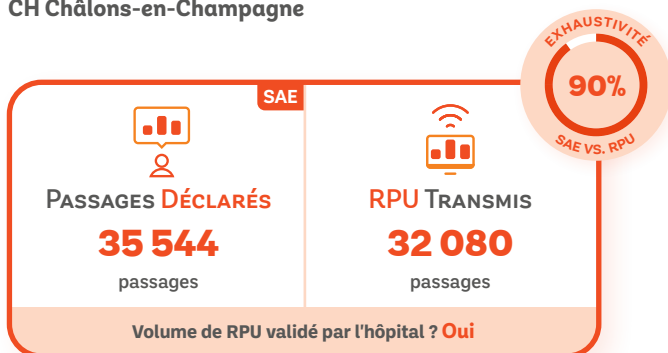 CH Châlons-en-Champagne
EXHAUSTIVITÉ
90%
SAE VS. RPU
SAE
PASSAGES DÉCLARÉS
35 544
passages
RPU TRANSMIS
32 080
passages
Volume de RPU validé par l'hôpital ? Oui